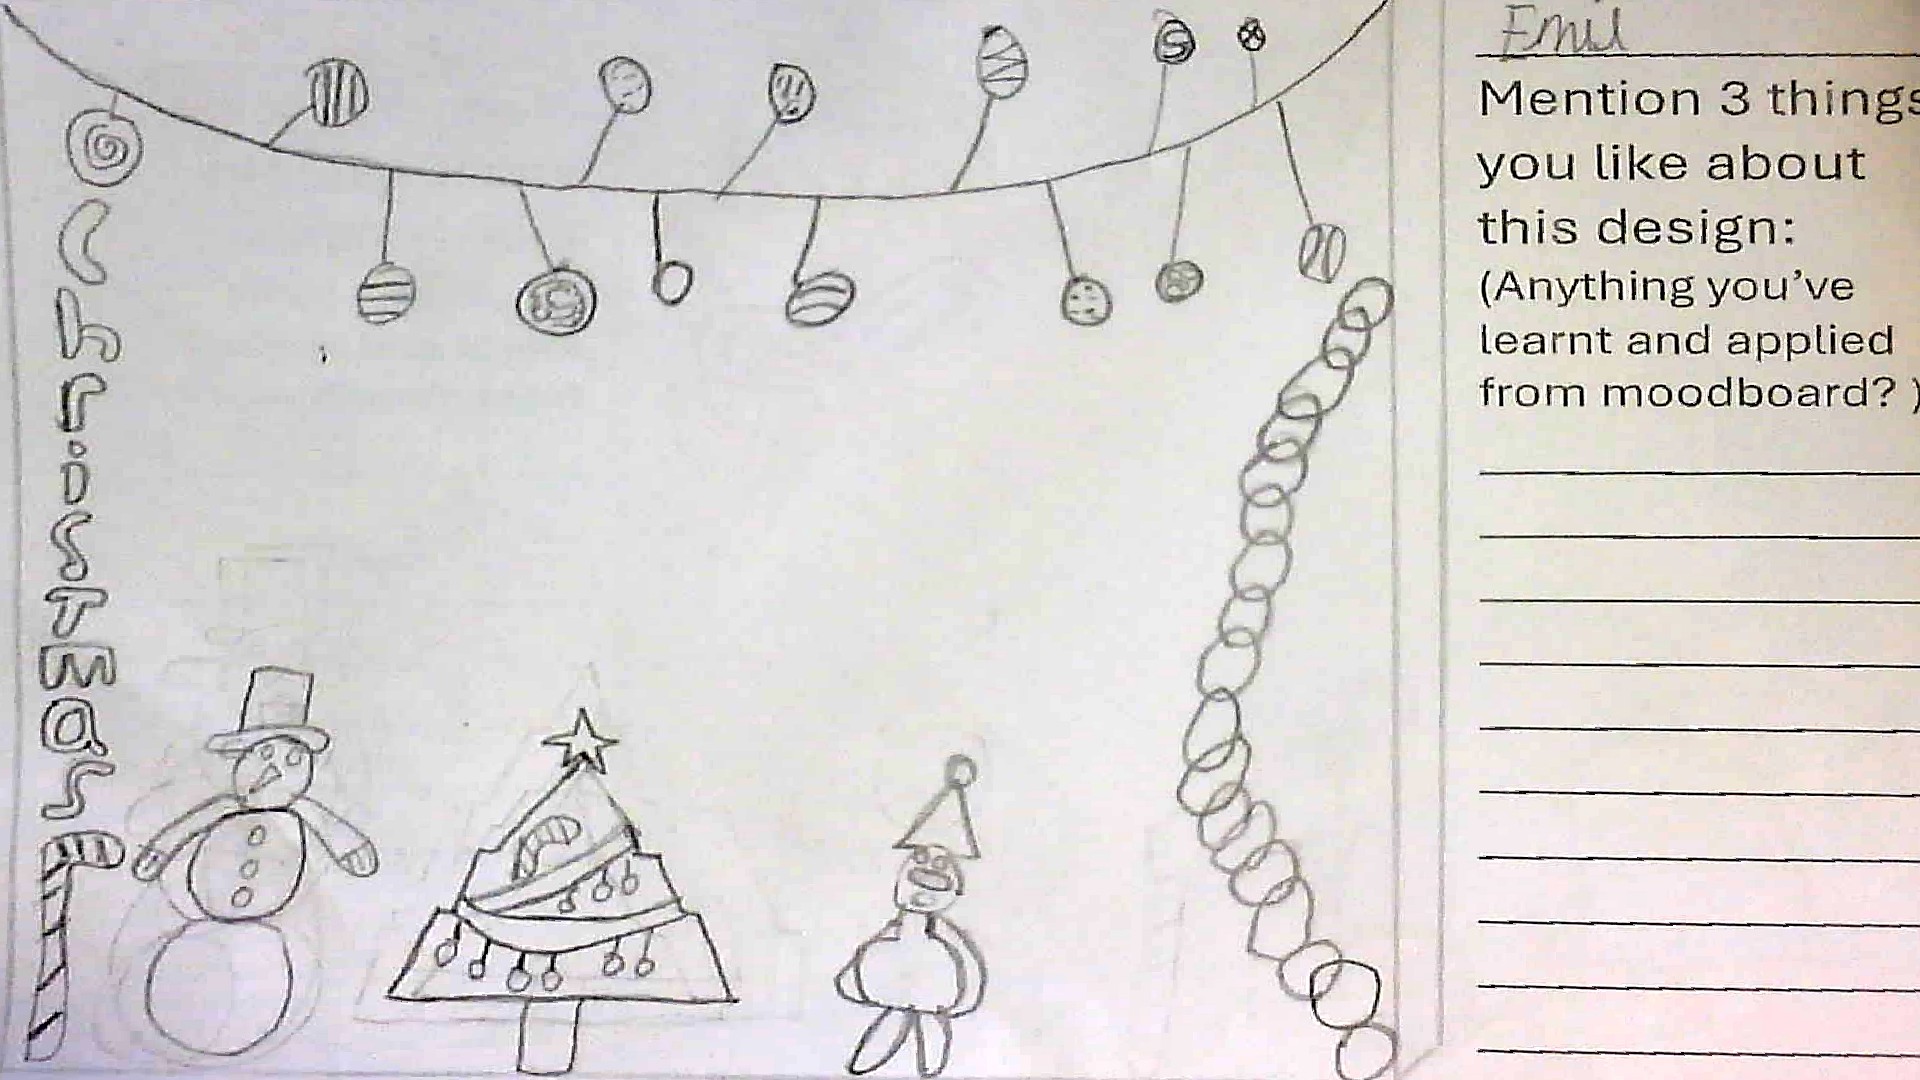 Christmas
Emil
Mention 3 things
you like about
this design:
(Anything you've
learnt and applied
from moodboard? )